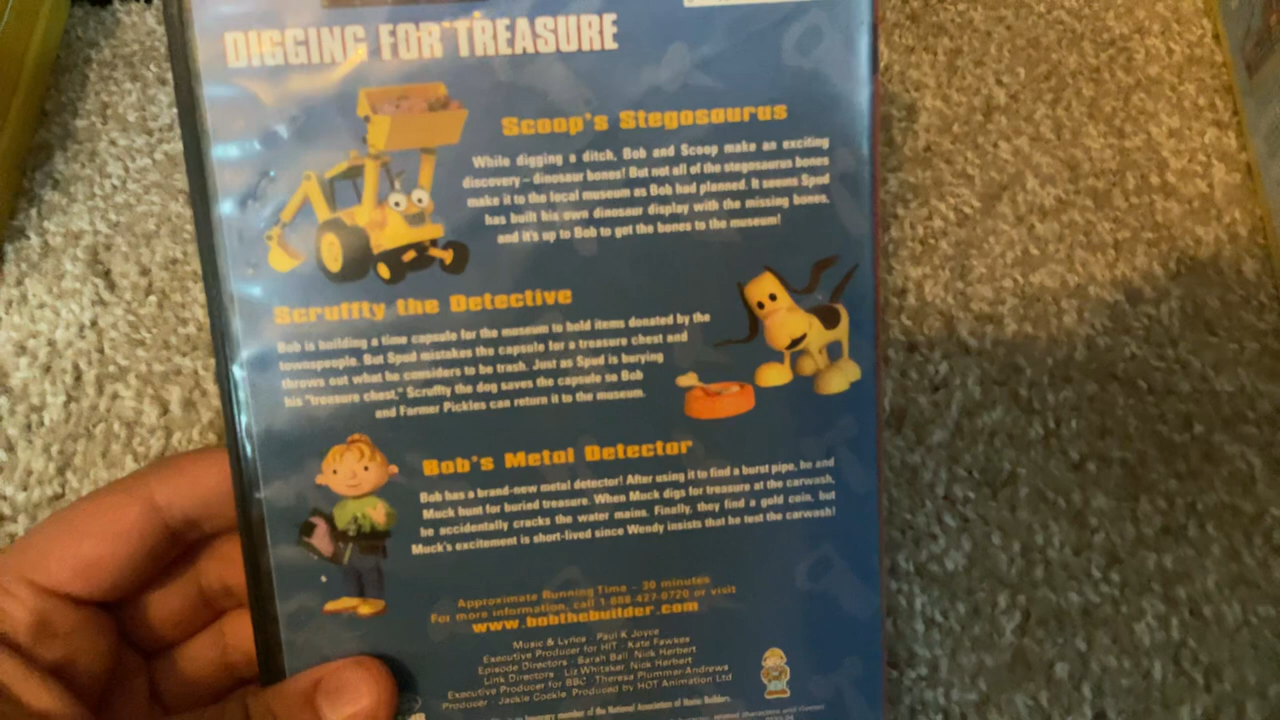 DIGGING FOR TREASURE
Scoop's Stegosaurus
While digging a ditch, Bob and Scoop make an exciting
discovery – dinosaur bones! But not all of the stegosaurus bones
make it to the local museum as Bob had planned. It seems Spud
has built his own dinosaur display with the missing bones,
and it's up to Bob to get the bones to the museum!
Scruffty the Detective
Bob is building a time capsule for the museum to hold items donated by the
townspeople. But Spud mistakes the capsule for a treasure chest and
throws out what he considers to be trash. Just as Spud is burying
his "treasure chest," Scruffty the dog saves the capsule so Bob
and Farmer Pickles can return it to the museum.
Bob's Metal Detector
Bob has a brand-new metal detector! After using it to find a burst pipe, he and
Muck hunt for buried treasure. When Muck digs for treasure at the carwash,
he accidentally cracks the water mains. Finally, they find a gold coin, but
Muck's excitement is short-lived since Wendy insists that he test the carwash!
Approximate Running Time – 30 minutes
For more information, call 1-888-427-0720 or visit
www.bobthebuilder.com
Music & Lyrics - Paul K Joyce
Executive Producer for HIT - Kate Fawkes
Episode Directors - Sarah Ball, Nick Herbert
Link Directors - Liz Whitaker, Nick Herbert
Executive Producer for BBC - Theresa Plummer-Andrews
Producer - Jackie Cockle. Produced by HOT Animation Ltd
honorary member of the National Association of Home Builders.